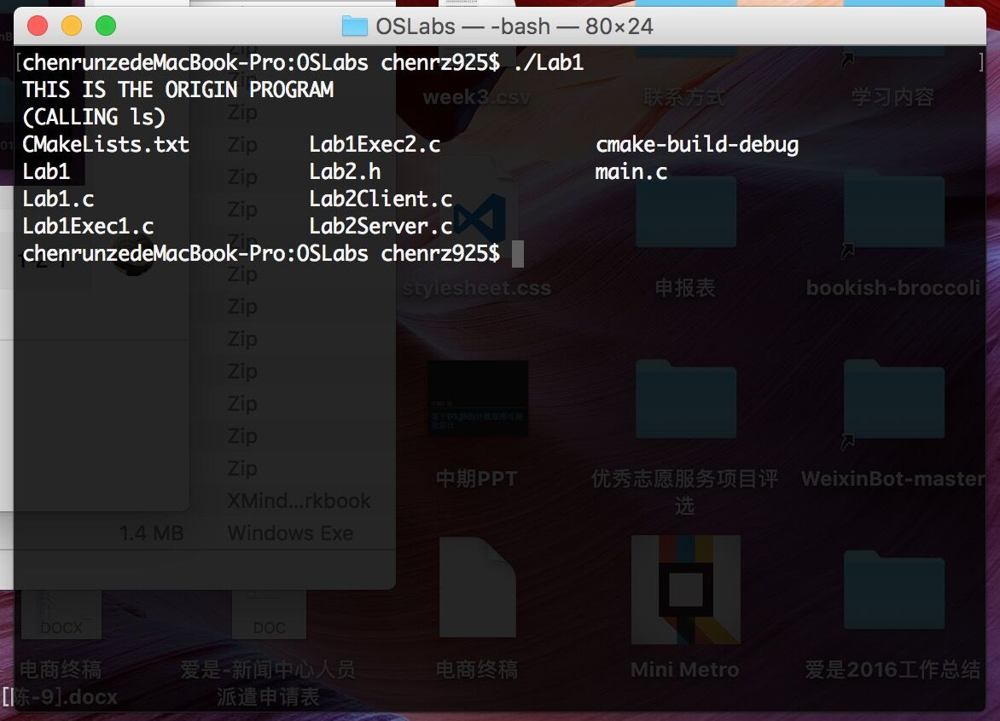 OSLabs — -bash — 80×24
[chenrunzedeMacBook-Pro:OSLabs chenrz925$ ./Lab1 ]
THIS IS THE ORIGIN PROGRAM
(CALLING ls)
CMakeLists.txt Lab1Exec2.c cmake-build-debug
Lab1 Lab2.h main.c
Lab1.c Lab2Client.c
Lab1Exec1.c Lab2Server.c
chenrunzedeMacBook-Pro:OSLabs chenrz925$
week3.csv 联系方式 学习内容
Zip
Zip
Zip
Zip
Zip
Zip
Zip
Zip
stylesheet.css 申报表 bookish-broccoli
Zip
Zip
Zip
Zip
Zip
Zip
XMind...rkbook
1.4 MB Windows Exe
中期PPT 优秀志愿服务项目评选 WeixinBot-master
DOCX DOC
电商终稿 爱是-新闻中心人员 电商终稿 Mini Metro 爱是2016工作总结
[陈-9].docx 派遣申请表